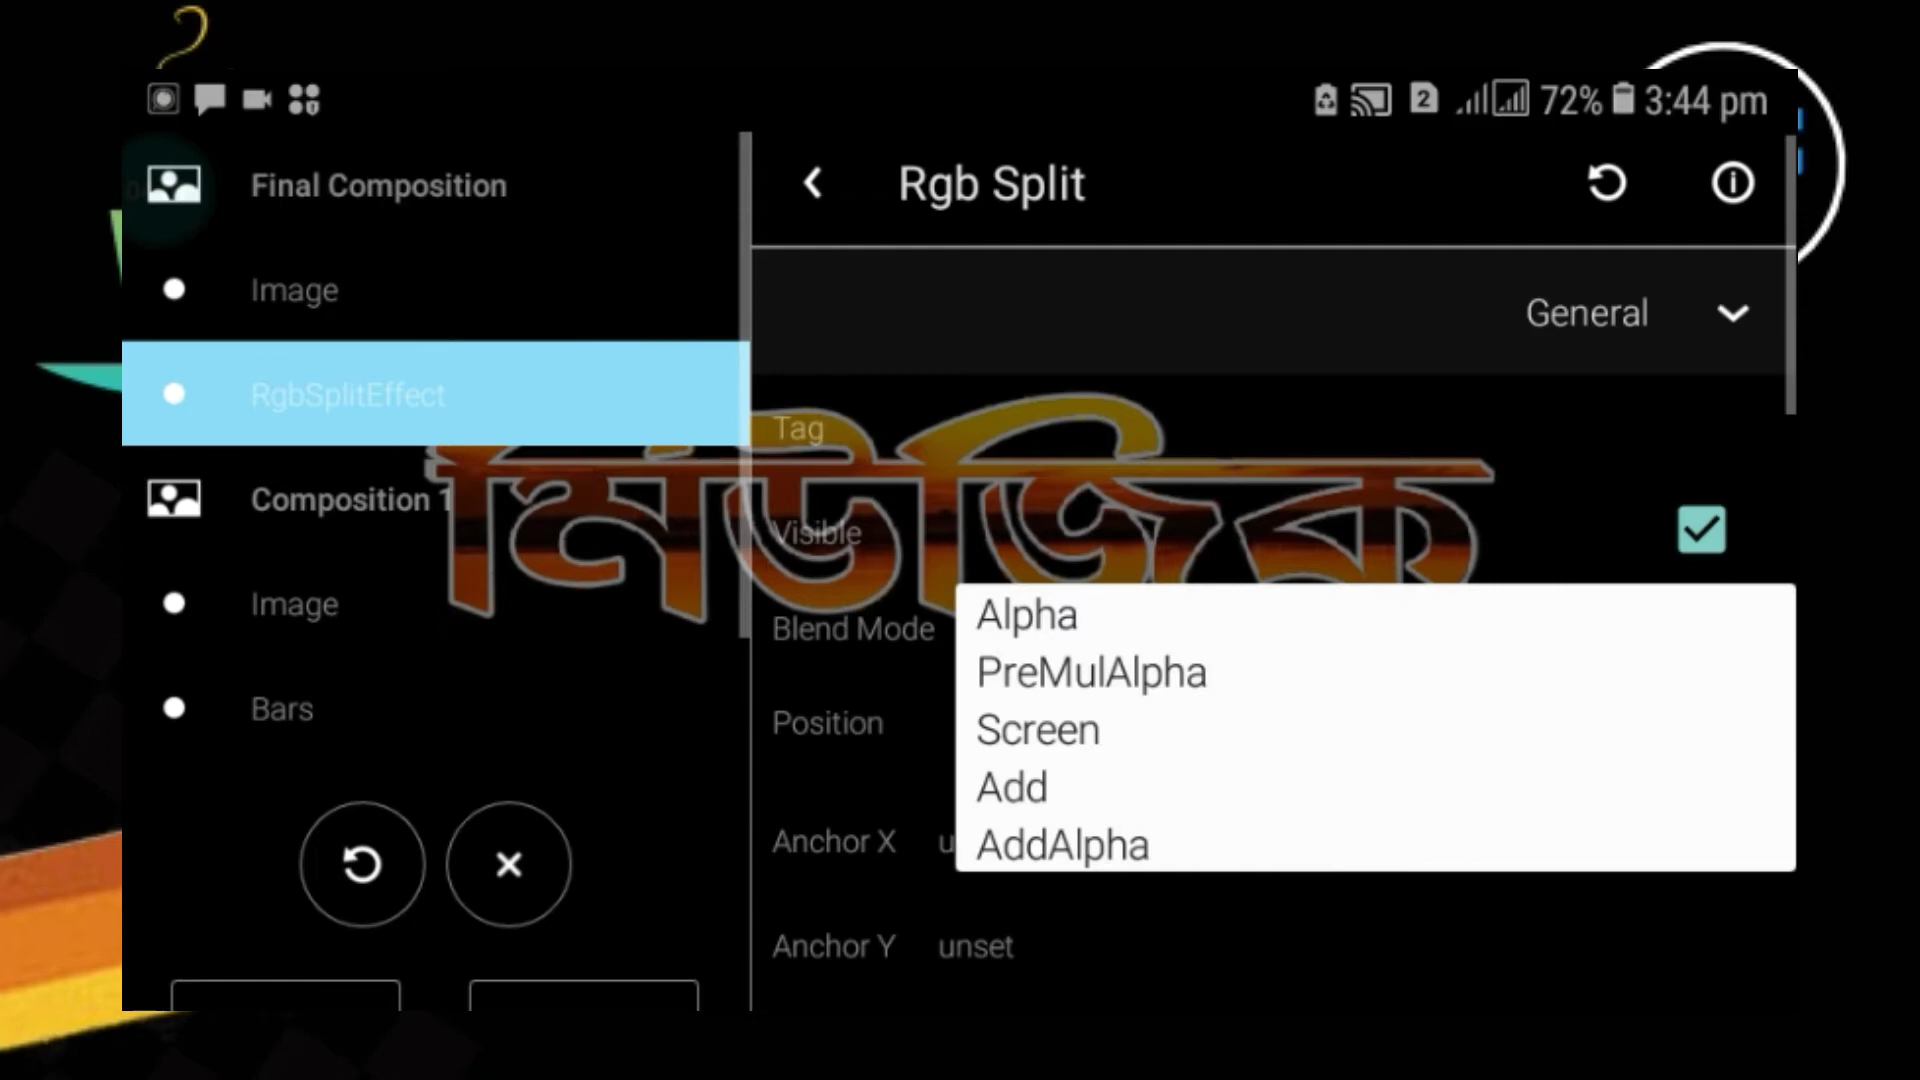 2 72% 3:44 pm
Final Composition
Image
RgbSplitEffect
Composition 1
Image
Bars
Rgb Split
General
Tag
মিউজিক
Visible
Blend Mode
Alpha
PreMulAlpha
Screen
Add
AddAlpha
Position
Anchor X
Anchor Y unset